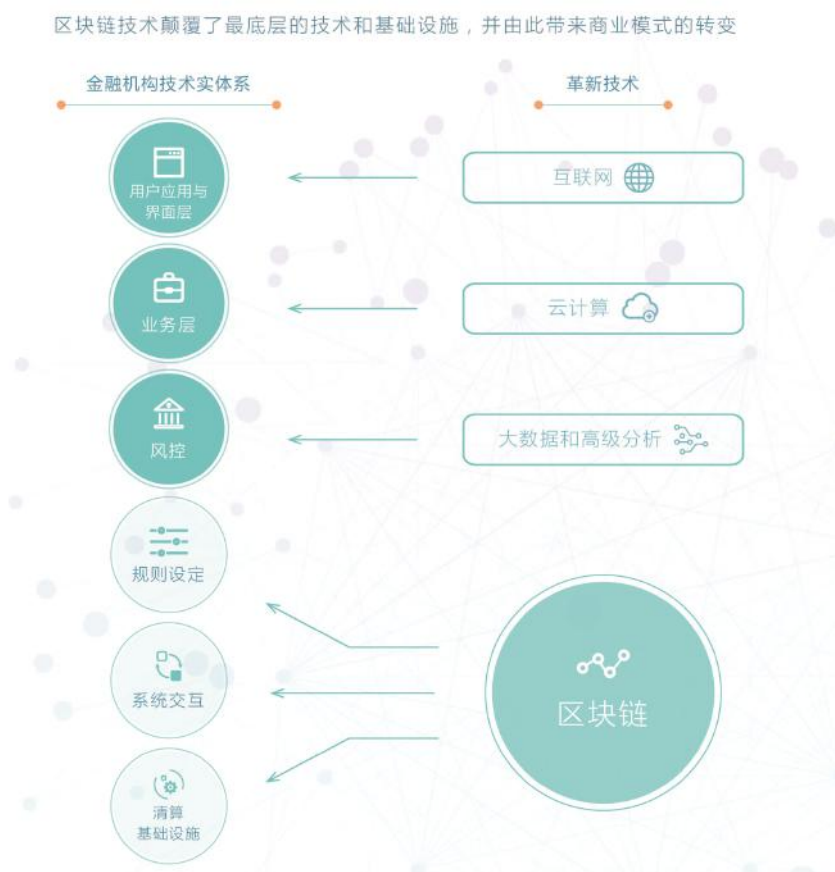 区块链技术颠覆了最底层的技术和基础设施，并由此带来商业模式的转变
金融机构技术实体系
革新技术
用户应用与
界面层
互联网
业务层
云计算
风控
大数据和高级分析
规则设定
系统交互
区块链
清算
基础设施